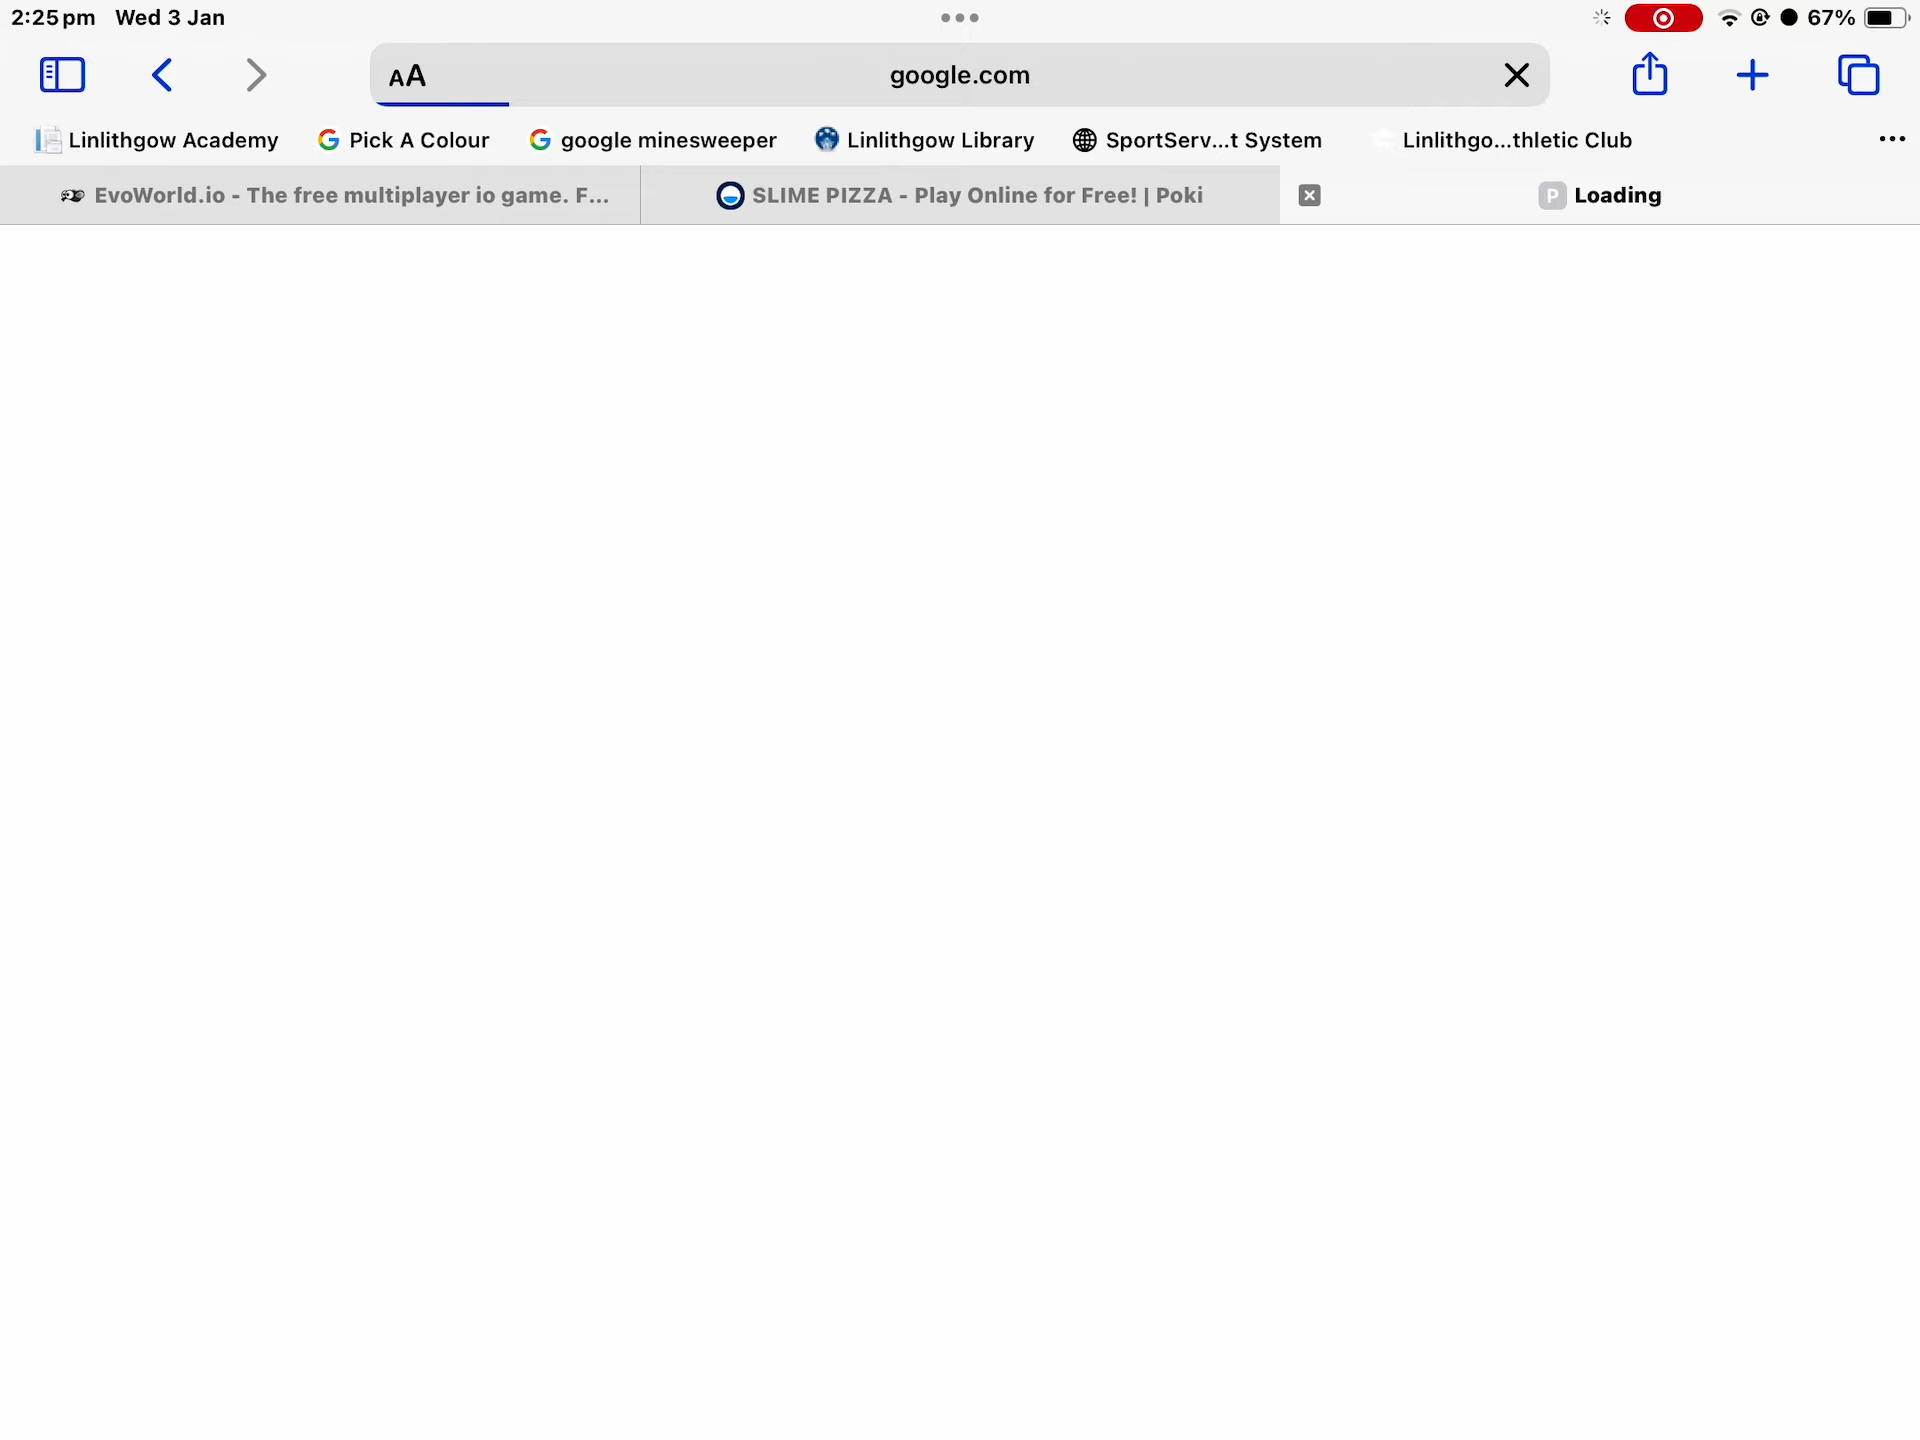 2:25 pm Wed 3 Jan 67%
AA google.com
Linlithgow Academy Pick A Colour google minesweeper Linlithgow Library SportServ...t System Linlithgo...thletic Club
EvoWorld.io - The free multiplayer io game. F... SLIME PIZZA - Play Online for Free! | Poki P Loading